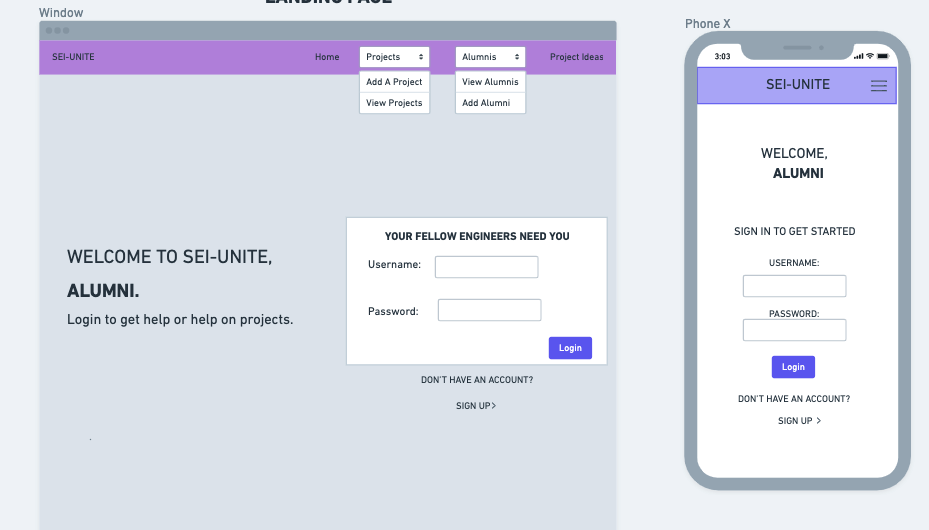 LANDING PAGE
Window
SEI-UNITE
Home
Projects
Alumnis
Project Ideas
Add A Project
View Projects
View Alumnis
Add Alumni
WELCOME TO SEI-UNITE,
ALUMNI.
Login to get help or help on projects.
YOUR FELLOW ENGINEERS NEED YOU
Username:
Password:
Login
DON'T HAVE AN ACCOUNT?
SIGN UP>
Phone X
3:03
SEI-UNITE
WELCOME,
ALUMNI
SIGN IN TO GET STARTED
USERNAME:
PASSWORD:
Login
DON'T HAVE AN ACCOUNT?
SIGN UP >